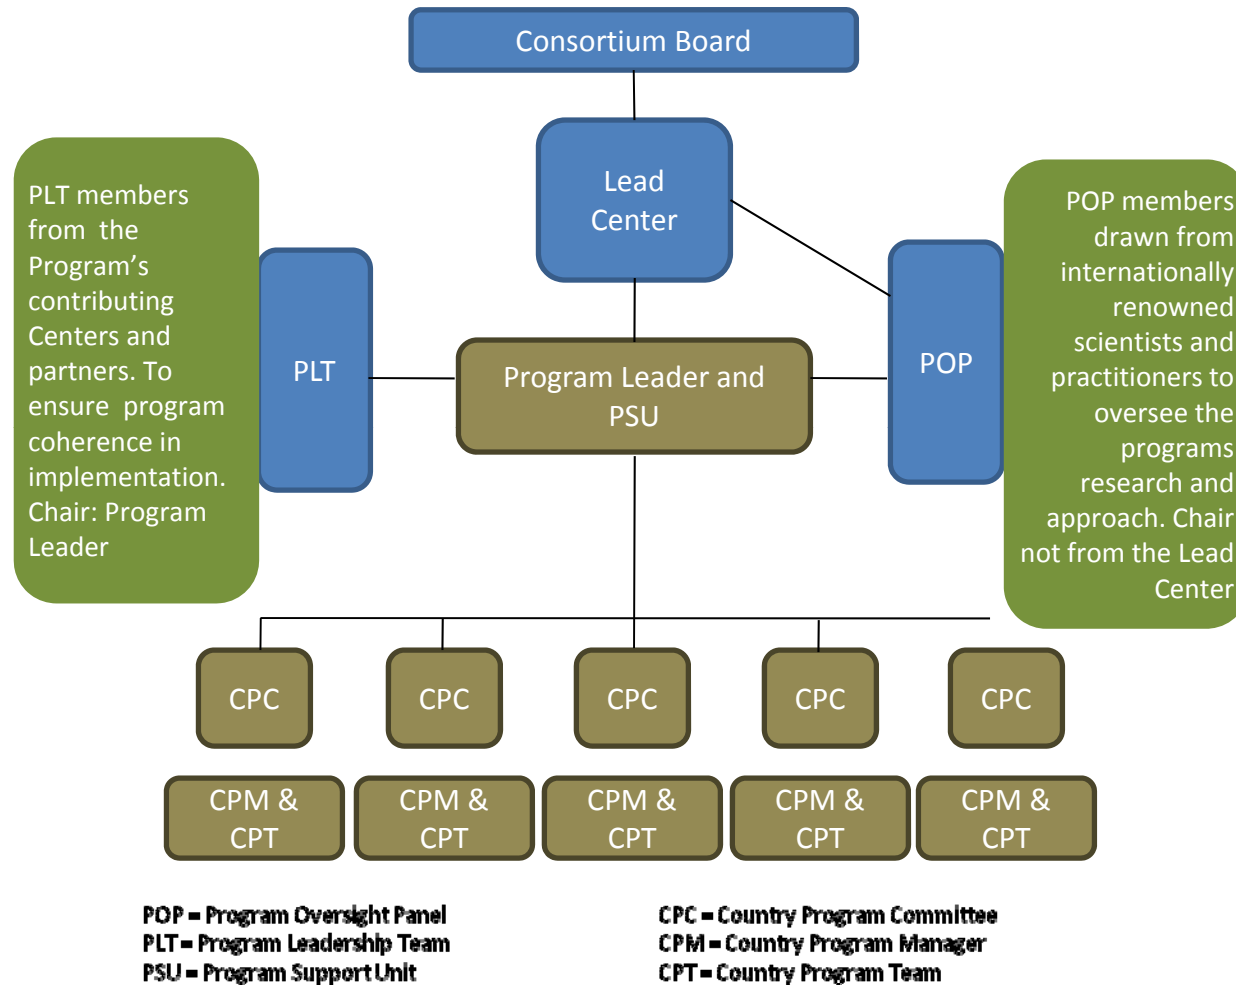 Consortium Board
Lead
Center
PLT members
from the
Program’s
contributing
Centers and
partners. To
ensure program
coherence in
implementation.
Chair: Program
Leader
PLT
Program Leader and
PSU
POP
POP members
drawn from
internationally
renowned
scientists and
practitioners to
oversee the
programs
research and
approach. Chair
not from the Lead
Center
CPC
CPC
CPC
CPC
CPC
CPM &
CPT
CPM &
CPT
CPM &
CPT
CPM &
CPT
CPM &
CPT
POP = Program Oversight Panel
PLT = Program Leadership Team
PSU = Program Support Unit
CPC = Country Program Committee
CPM = Country Program Manager
CPT = Country Program Team